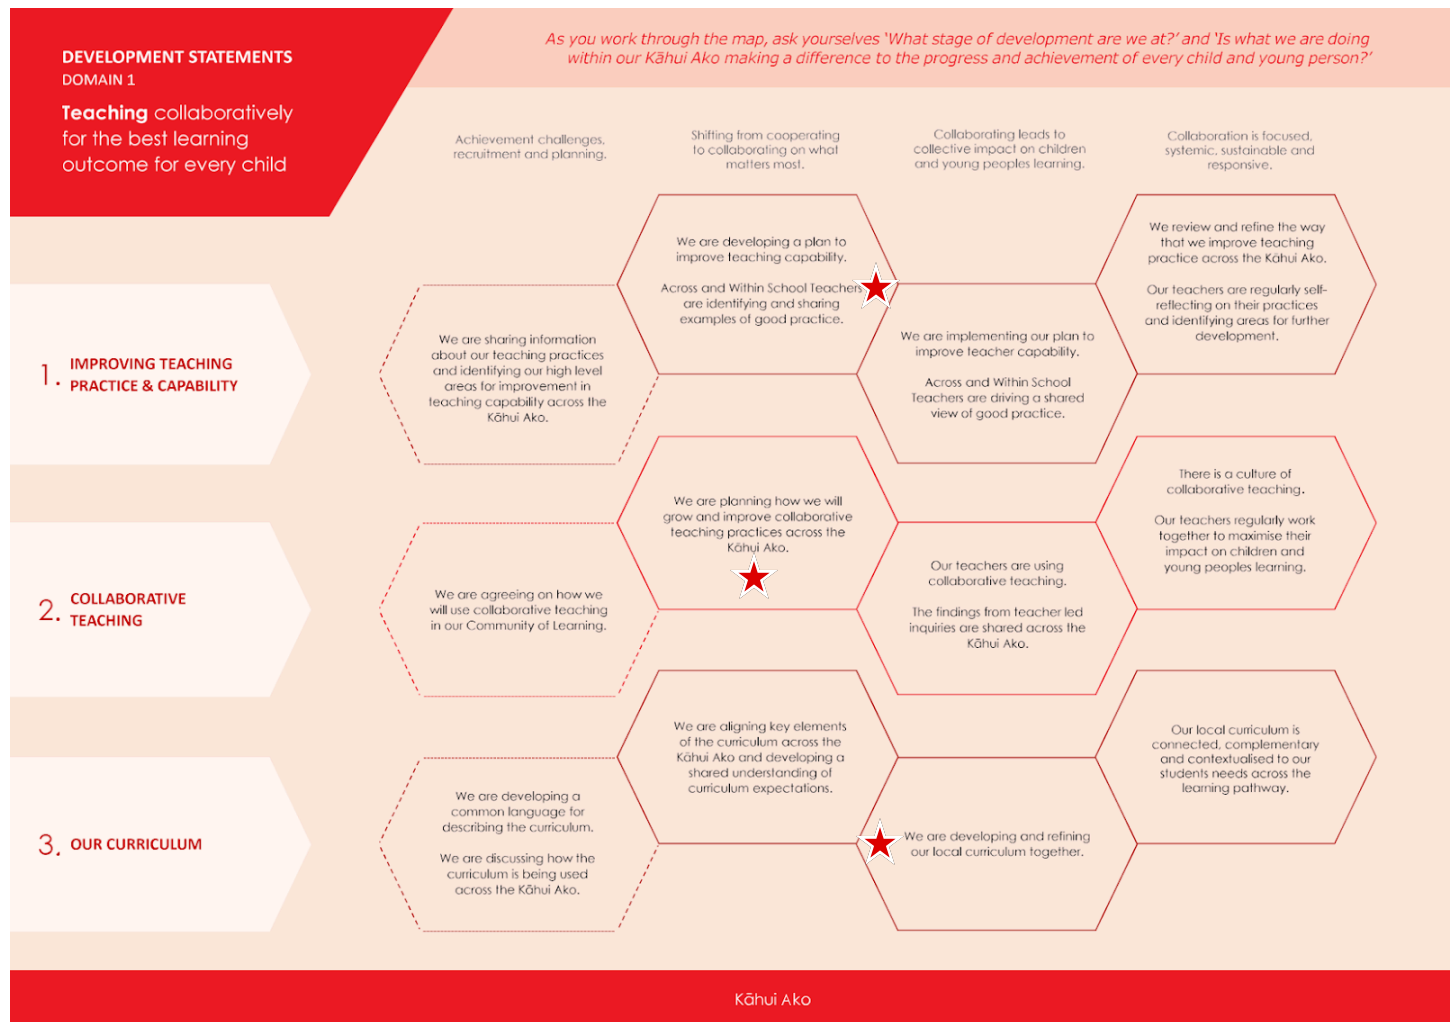 DEVELOPMENT STATEMENTS
DOMAIN 1
Teaching collaboratively
for the best learning
outcome for every child
As you work through the map, ask yourselves ‘What stage of development are we at?’ and ‘Is what we are doing
within our Kāhui Ako making a difference to the progress and achievement of every child and young person?’
Achievement challenges,
recruitment and planning.
Shifting from cooperating
to collaborating on what
matters most.
Collaborating leads to
collective impact on children
and young peoples learning.
Collaboration is focused,
systemic, sustainable and
responsive.
1. IMPROVING TEACHING
PRACTICE & CAPABILITY
We are sharing information
about our teaching practices
and identifying our high level
areas for improvement in
teaching capability across the
Kāhui Ako.
We are developing a plan to
improve teaching capability.
Across and Within School Teachers
are identifying and sharing
examples of good practice.
We are implementing our plan to
improve teacher capability.
Across and Within School
Teachers are driving a shared
view of good practice.
We review and refine the way
that we improve teaching
practice across the Kāhui Ako.
Our teachers are regularly self-
reflecting on their practices
and identifying areas for further
development.
2. COLLABORATIVE
TEACHING
We are agreeing on how we
will use collaborative teaching
in our Community of Learning.
We are planning how we will
grow and improve collaborative
teaching practices across the
Kāhui Ako.
Our teachers are using
collaborative teaching.
The findings from teacher led
inquiries are shared across the
Kāhui Ako.
There is a culture of
collaborative teaching.
Our teachers regularly work
together to maximise their
impact on children and
young peoples learning.
3. OUR CURRICULUM
We are developing a
common language for
describing the curriculum.
We are discussing how the
curriculum is being used
across the Kāhui Ako.
We are aligning key elements
of the curriculum across the
Kāhui Ako and developing a
shared understanding of
curriculum expectations.
We are developing and refining
our local curriculum together.
Our local curriculum is
connected, complementary
and contextualised to our
students needs across the
learning pathway.
Kāhui Ako